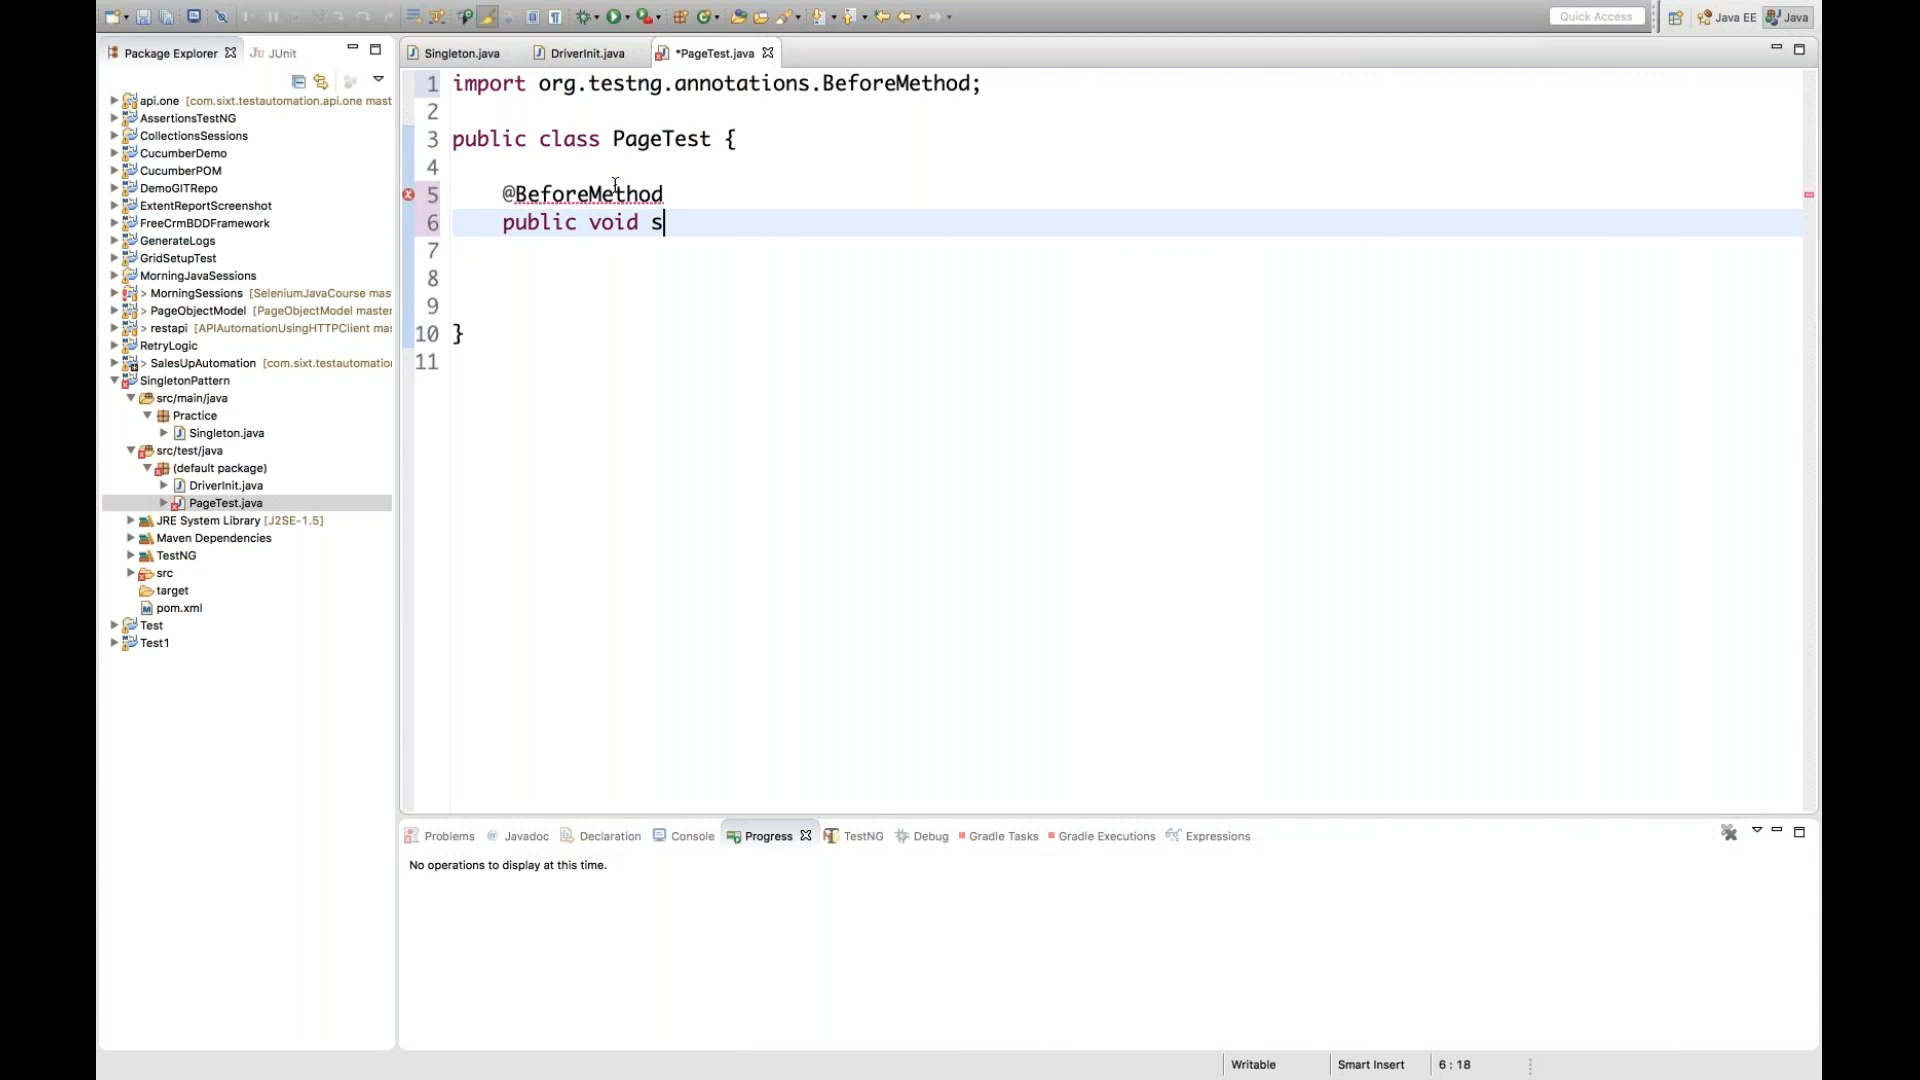 Quick Access
Java EE
Java
Package Explorer
JUnit
Singleton.java
DriverInit.java
*PageTest.java
api.one [com.sixt.testautomation.api.one mast
AssertionsTestNG
CollectionsSessions
CucumberDemo
CucumberPOM
DemoGITRepo
ExtentReportScreenshot
FreeCrmBDDFramework
GenerateLogs
GridSetupTest
MorningJavaSessions
> MorningSessions [SeleniumJavaCourse mas
> PageObjectModel [PageObjectModel master
> restapi [APIAutomationUsingHTTPClient mas
RetryLogic
> SalesUpAutomation [com.sixt.testautomatio
SingletonPattern
src/main/java
Practice
Singleton.java
src/test/java
(default package)
DriverInit.java
PageTest.java
JRE System Library [J2SE-1.5]
Maven Dependencies
TestNG
src
target
pom.xml
Test
Test1
1 import org.testng.annotations.BeforeMethod;
2
3 public class PageTest {
4
5 @BeforeMethod
6 public void s
7
8
9
10 }
11
Problems
Javadoc
Declaration
Console
Progress
TestNG
Debug
Gradle Tasks
Gradle Executions
Expressions
No operations to display at this time.
Writable
Smart Insert
6 : 18